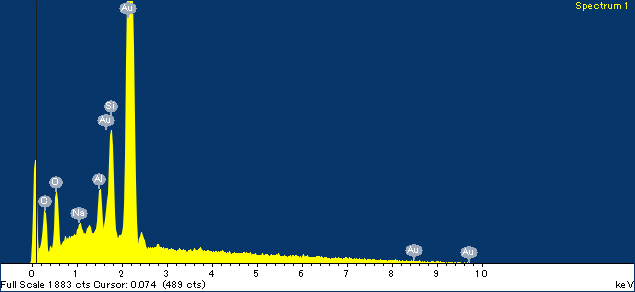 Spectrum 1
Au
Si
Au
O
Al
Na
Au
Au
0 1 2 3 4 5 6 7 8 9 10
Full Scale 1883 cts Cursor: 0.074 (489 cts) keV